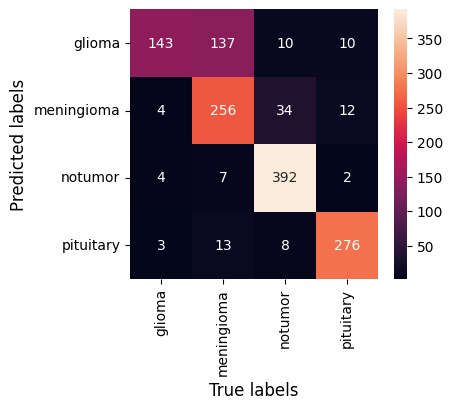 glioma 143 137 10 10
meningioma 4 256 34 12
notumor 4 7 392 2
pituitary 3 13 8 276
Predicted labels
glioma meningioma notumor pituitary
True labels
350
300
250
200
150
100
50